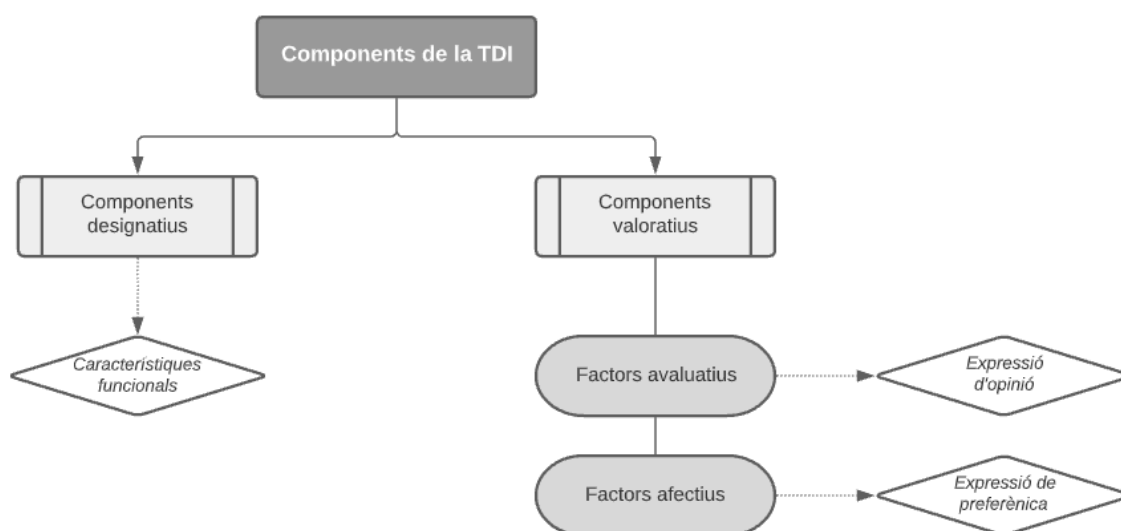 Components de la TDI
Components
designatius
Components
valoratius
Característiques
funcionals
Factors avaluatius
Expressió
d'opinió
Factors afectius
Expressió de
preferènica